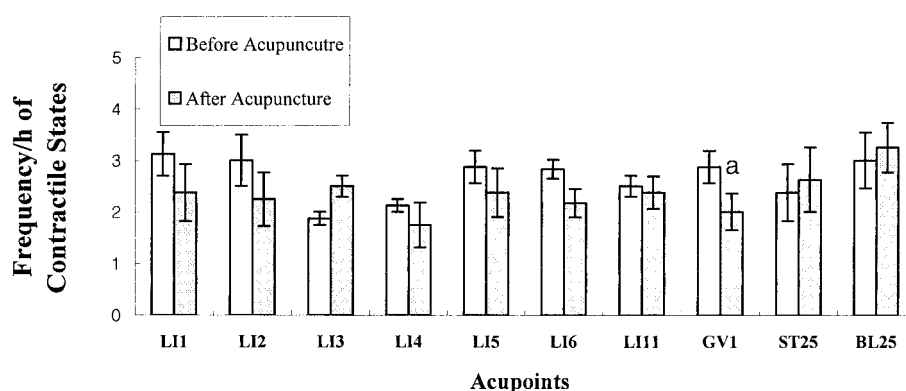 Before Acupuncutre
After Acupuncture
Frequency/h of
Contractile States
5
4
3
2
1
0
a
LI1 LI2 LI3 LI4 LI5 LI6 LI11 GV1 ST25 BL25
Acupoints